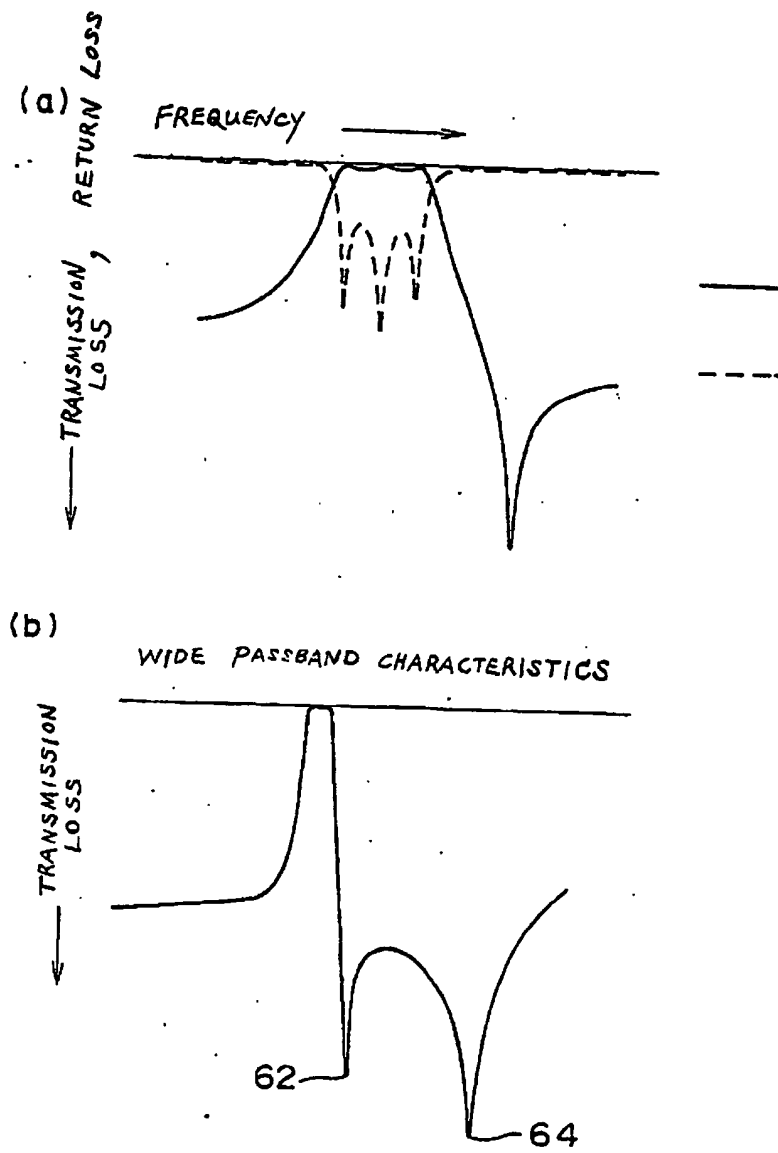 (a)
TRANSMISSION, RETURN LOSS
LOSS
FREQUENCY
(b)
WIDE PASSBAND CHARACTERISTICS
TRANSMISSION
LOSS
62
64